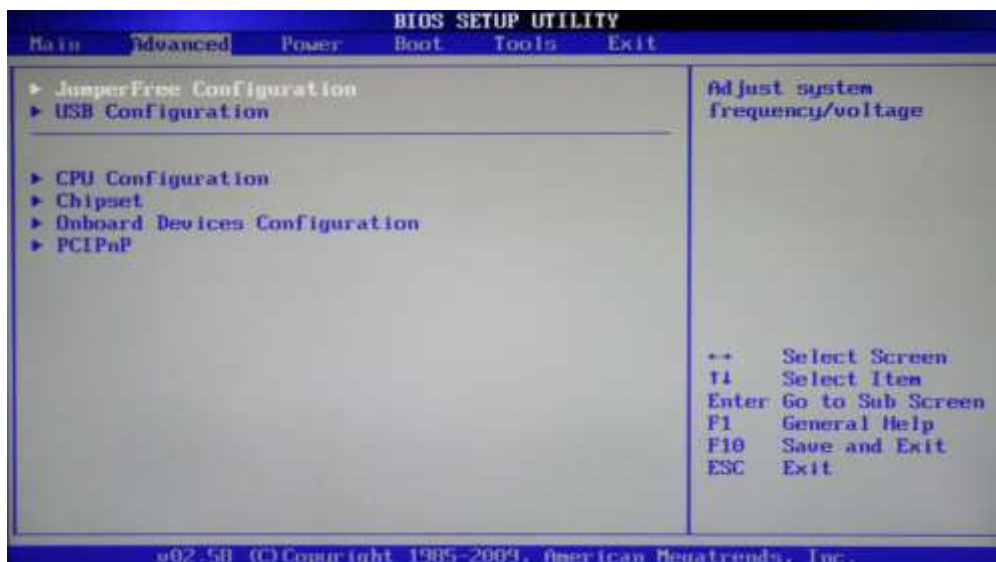 BIOS SETUP UTILITY
Main Advanced Power Boot Tools Exit
► JumperFree Configuration
► USB Configuration
► CPU Configuration
► Chipset
► Onboard Devices Configuration
► PCIPnP
Adjust system
frequency/voltage
↔ Select Screen
↑↓ Select Item
Enter Go to Sub Screen
F1 General Help
F10 Save and Exit
ESC Exit
v02.58 (C)Copyright 1985-2009, American Megatrends, Inc.